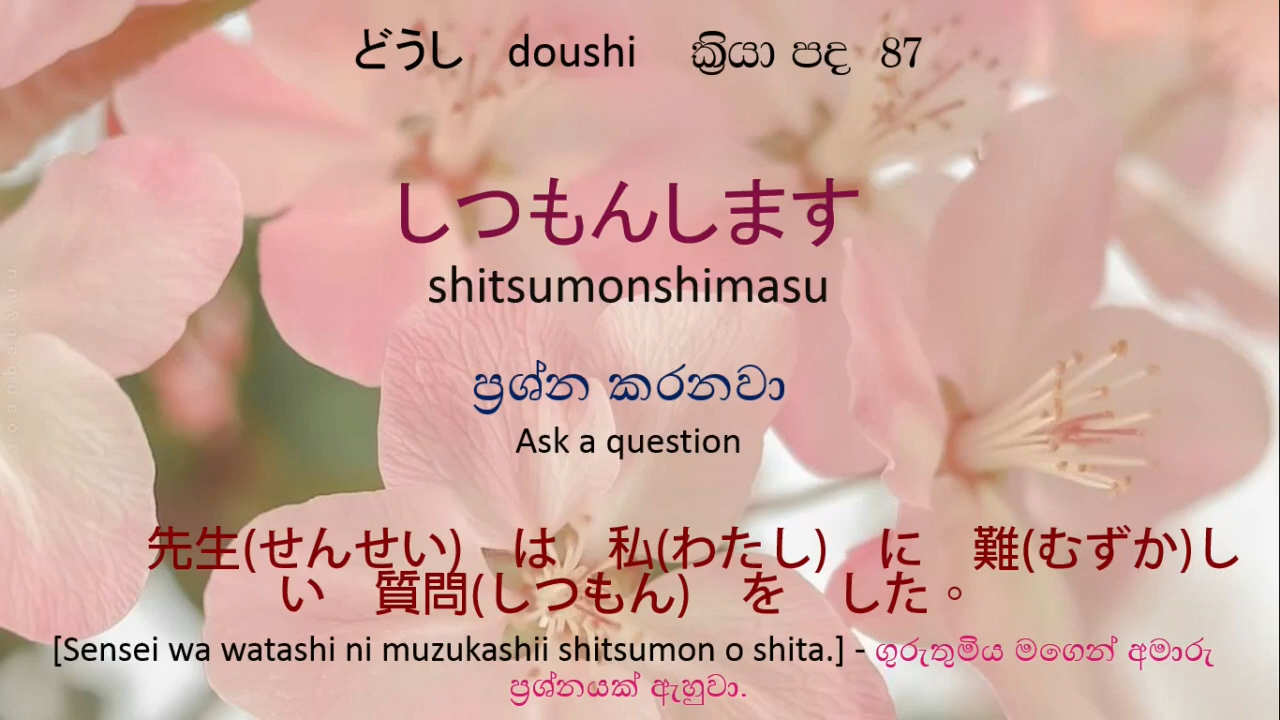 どうし doushi ක්‍රියා පද 87
しつもんします
shitsumonshimasu
ප්‍රශ්න කරනවා
Ask a question
先生(せんせい) は 私(わたし) に 難(むずか)し
い 質問(しつもん) を した。
[Sensei wa watashi ni muzukashii shitsumon o shita.] - ගුරුතුමිය මගෙන් අමාරු
ප්‍රශ්නයක් ඇහුවා.